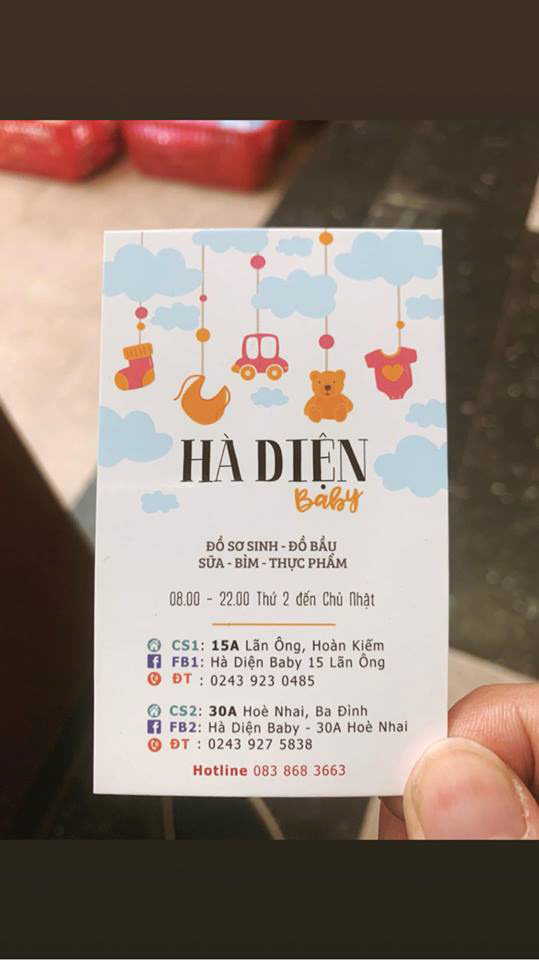 HÀ DIỆN
Baby
ĐỒ SƠ SINH - ĐỒ BẦU
SỮA - BỈM - THỰC PHẨM
08.00 - 22.00 Thứ 2 đến Chủ Nhật
CS1: 15A Lãn Ông, Hoàn Kiếm
FB1: Hà Diện Baby 15 Lãn Ông
ĐT : 0243 923 0485
CS2: 30A Hoè Nhai, Ba Đình
FB2: Hà Diện Baby - 30A Hoè Nhai
ĐT : 0243 927 5838
Hotline 083 868 3663